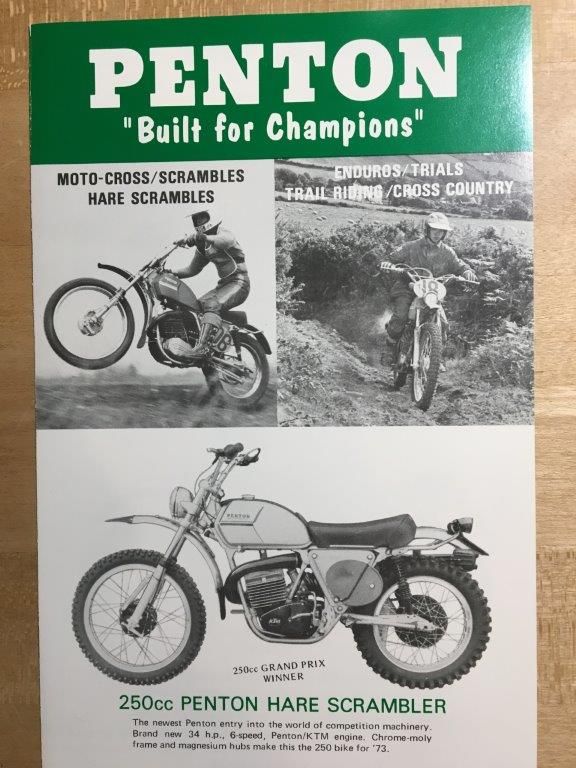 PENTON
"Built for Champions"
MOTO-CROSS/SCRAMBLES
HARE SCRAMBLES
ENDUROS/TRIALS
TRAIL RIDING/CROSS COUNTRY
18
PENTON
KTM
250cc GRAND PRIX
WINNER
250cc PENTON HARE SCRAMBLER
The newest Penton entry into the world of competition machinery.
Brand new 34 h.p., 6-speed, Penton/KTM engine. Chrome-moly
frame and magnesium hubs make this the 250 bike for '73.